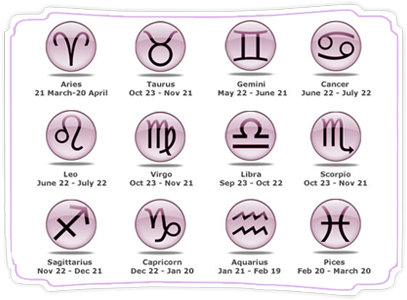 Aries Taurus Gemini Cancer
21 March-20 April Oct 23 - Nov 21 May 22 - June 21 June 22 - July 22
Leo Virgo Libra Scorpio
June 22 - July 22 Oct 23 - Nov 21 Sep 23 - Oct 22 Oct 23 - Nov 21
Sagittarius Capricorn Aquarius Pices
Nov 22 - Dec 21 Dec 22 - Jan 20 Jan 21 - Feb 19 Feb 20 - March 20